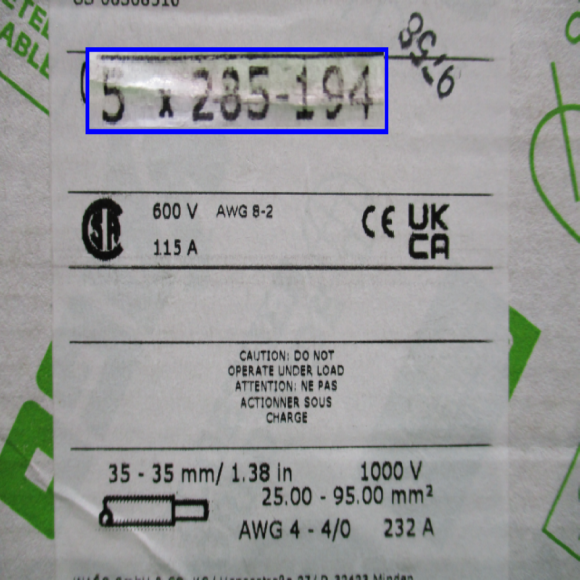 5 x 285-194
9-58
600 V AWG 8-2
115 A
CE UK
CA
CAUTION: DO NOT
OPERATE UNDER LOAD
ATTENTION: NE PAS
ACTIONNER SOUS
CHARGE
35 - 35 mm/ 1.38 in 1000 V
25.00 - 95.00 mm²
AWG 4 - 4/0 232 A